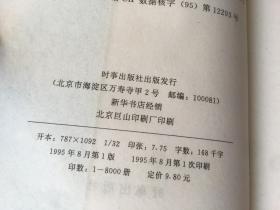 数据核字（95）第12293号
时事出版社出版发行
（北京市海淀区万寿寺甲2号 邮编：100081）
新华书店经销
北京巨山印刷厂印刷
开本：787×1092 1/32 印张：7.75 字数：168千字
1995年8月第1版 1995年8月第1次印刷
印数：1—8000册 定价：9.80元